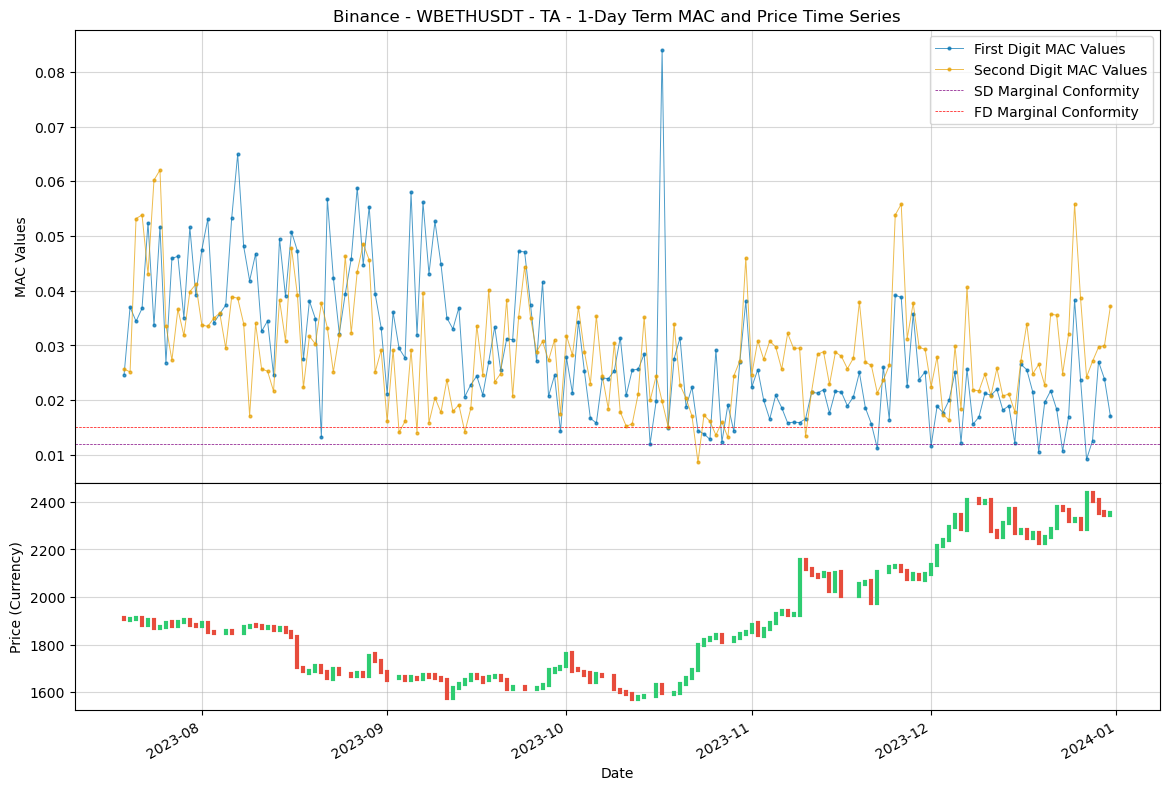 Binance - WBETHUSDT - TA - 1-Day Term MAC and Price Time Series
First Digit MAC Values
Second Digit MAC Values
SD Marginal Conformity
FD Marginal Conformity
MAC Values
0.08
0.07
0.06
0.05
0.04
0.03
0.02
0.01
Price (Currency)
2400
2200
2000
1800
1600
2023-08
2023-09
2023-10
2023-11
2023-12
2024-01
Date